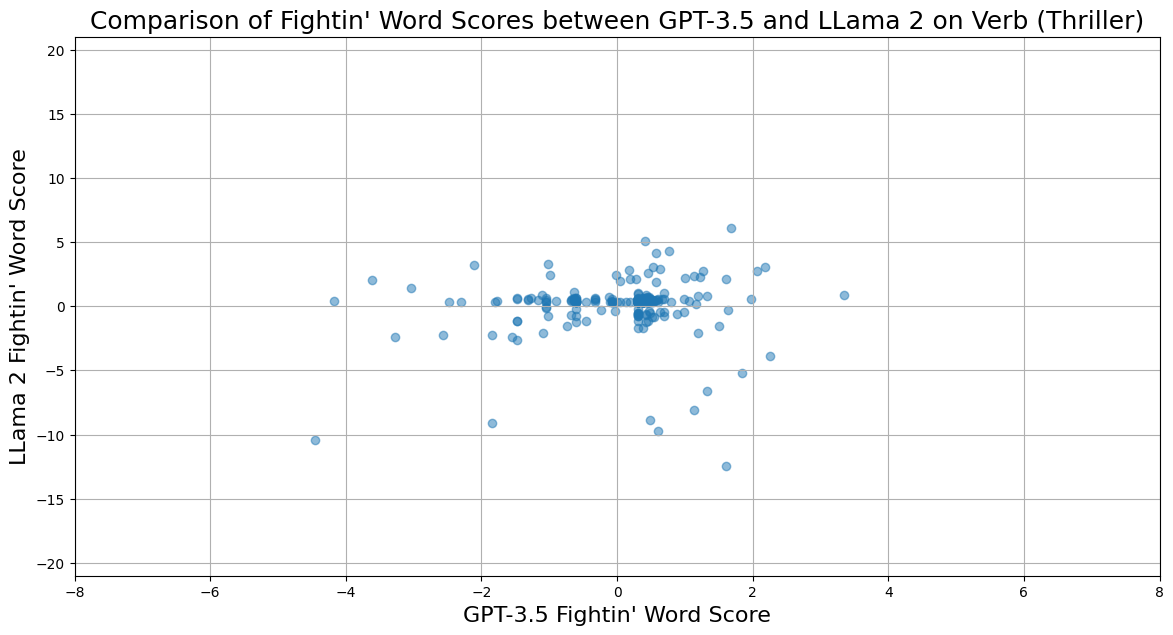 Comparison of Fightin' Word Scores between GPT-3.5 and LLama 2 on Verb (Thriller)
LLama 2 Fightin' Word Score
20
15
10
5
0
−5
−10
−15
−20
−8 −6 −4 −2 0 2 4 6 8
GPT-3.5 Fightin' Word Score